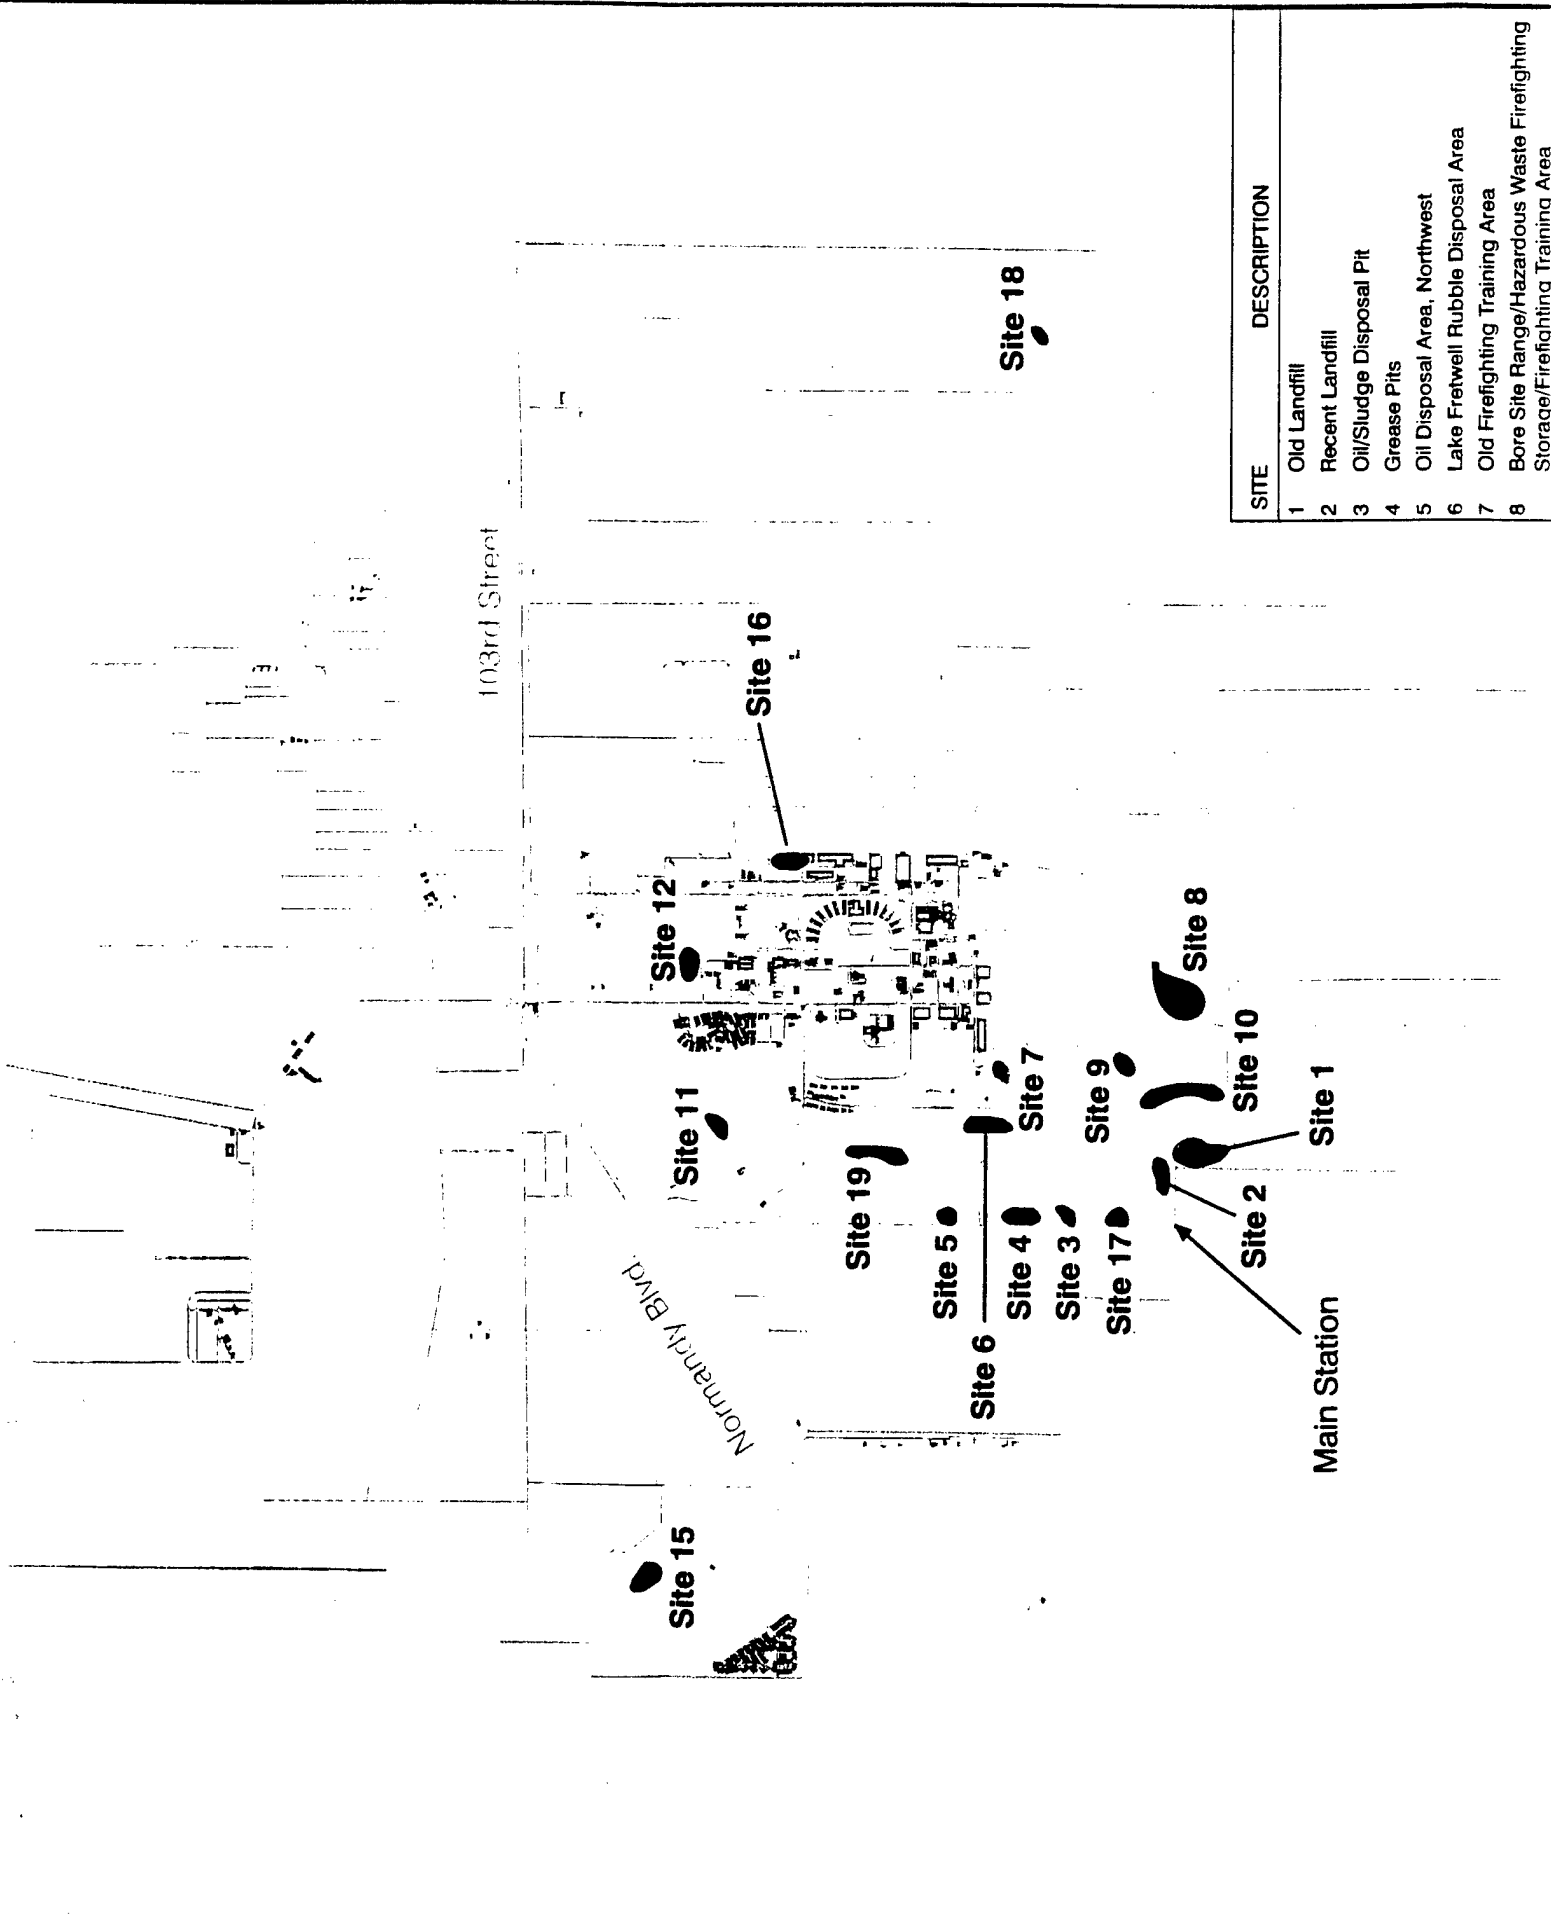 103rd Street
Normandy Blvd.
Site 18
Site 16
Site 12
Site 8
Site 11
Site 7
Site 9
Site 10
Site 1
Site 19
Site 5
Site 4
Site 3
Site 17
Site 2
Site 6
Main Station
Site 15
SITE DESCRIPTION
1 Old Landfill
2 Recent Landfill
3 Oil/Sludge Disposal Pit
4 Grease Pits
5 Oil Disposal Area, Northwest
6 Lake Fretwell Rubble Disposal Area
7 Old Firefighting Training Area
8 Bore Site Range/Hazardous Waste Firefighting
Storage/Firefighting Training Area